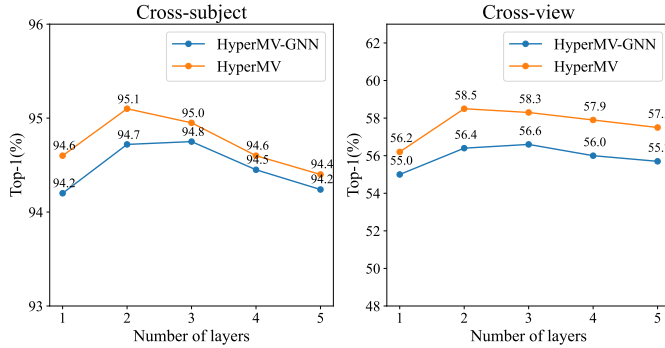 Cross-subject
96
95
94
93
Top-1(%)
HyperMV-GNN
HyperMV
95.1
95.0
94.6
94.6
94.4
94.7
94.8
94.5
94.2
94.2
1 2 3 4 5
Number of layers
Cross-view
62
60
58
56
54
52
50
48
Top-1(%)
HyperMV-GNN
HyperMV
58.5
58.3
57.9
56.2
56.4
56.6
56.0
55.0
1 2 3 4 5
Number of layers